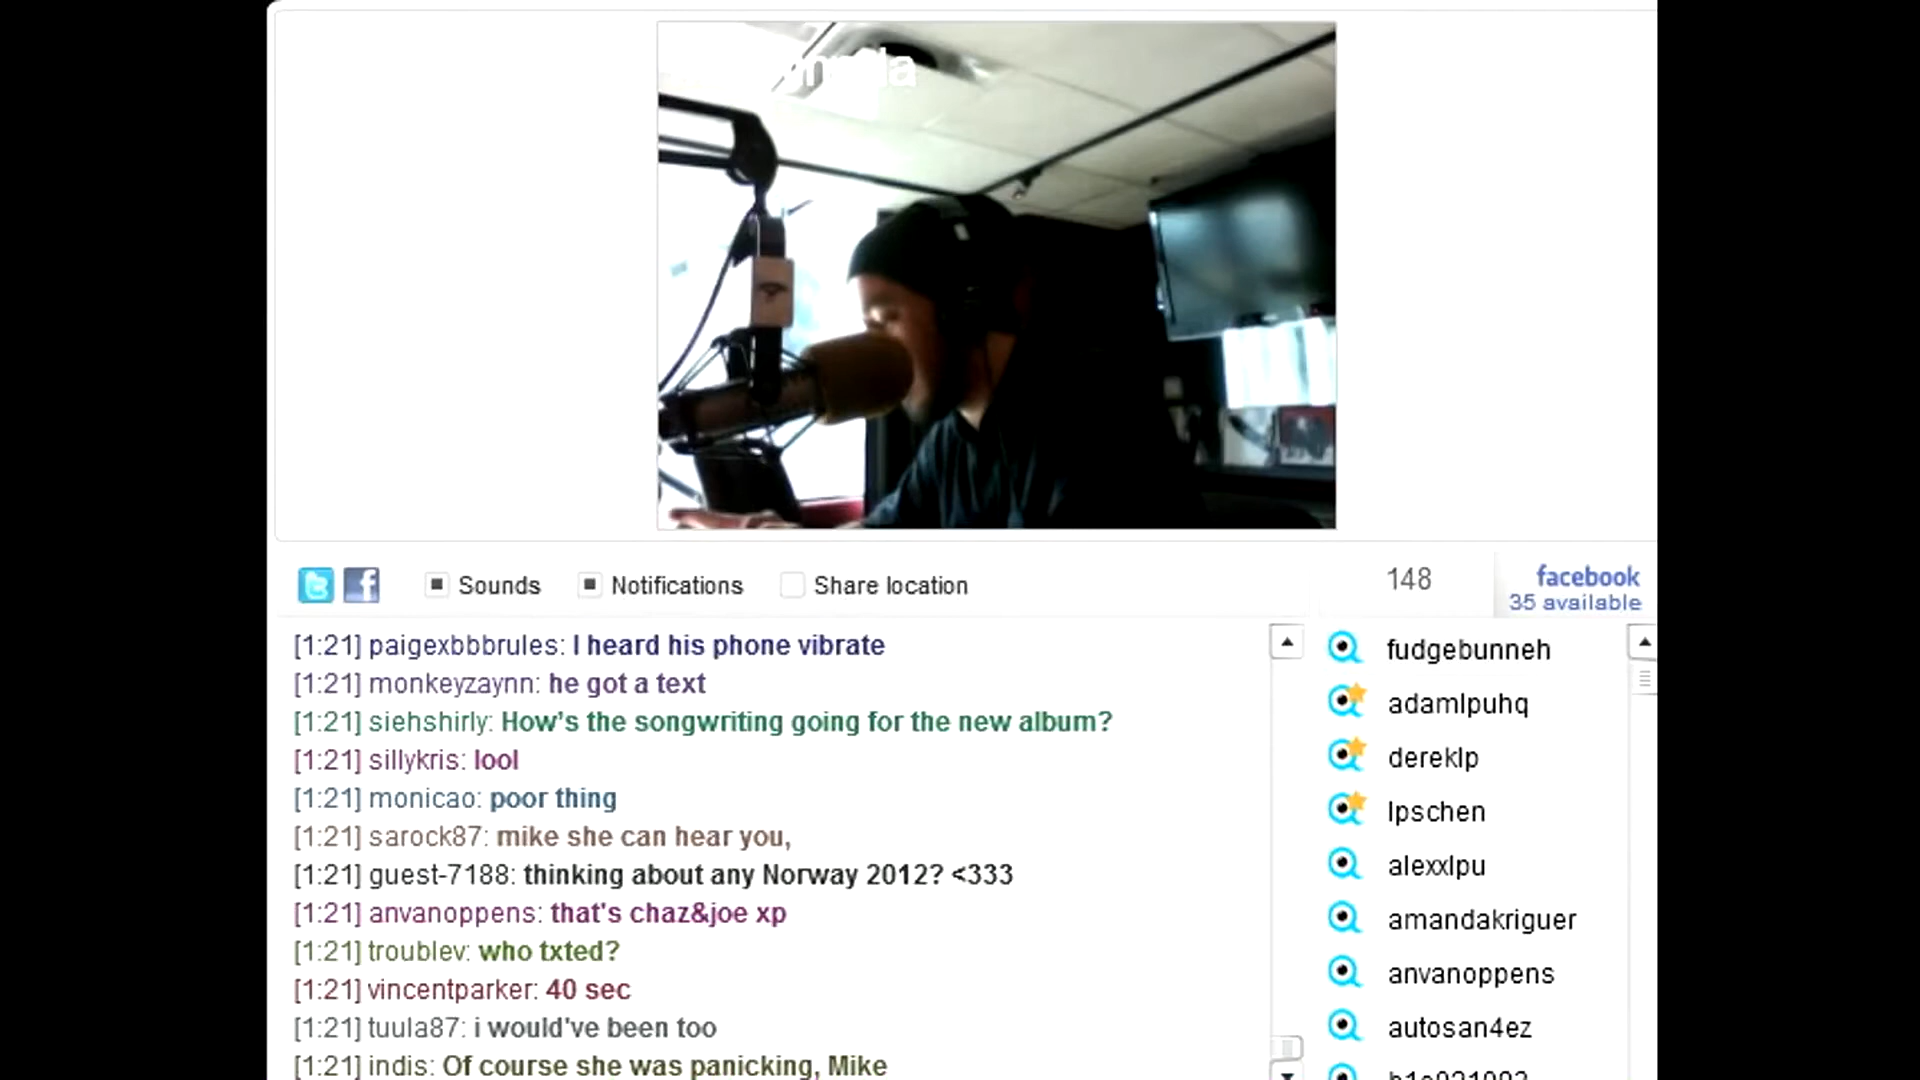 Sounds
Notifications
Share location
148
facebook
35 available
[1:21] paigexbbbrules: I heard his phone vibrate
[1:21] monkeyzaynn: he got a text
[1:21] siehshirly: How's the songwriting going for the new album?
[1:21] sillykris: lool
[1:21] monicao: poor thing
[1:21] sarock87: mike she can hear you,
[1:21] guest-7188: thinking about any Norway 2012? <333
[1:21] anvanoppens: that's chaz&joe xp
[1:21] troublev: who txted?
[1:21] vincentparker: 40 sec
[1:21] tuula87: i would've been too
[1:21] indis: Of course she was panicking, Mike
fudgebunneh
adamlpuhq
dereklp
lpschen
alexxlpu
amandakriguer
anvanoppens
autosan4ez